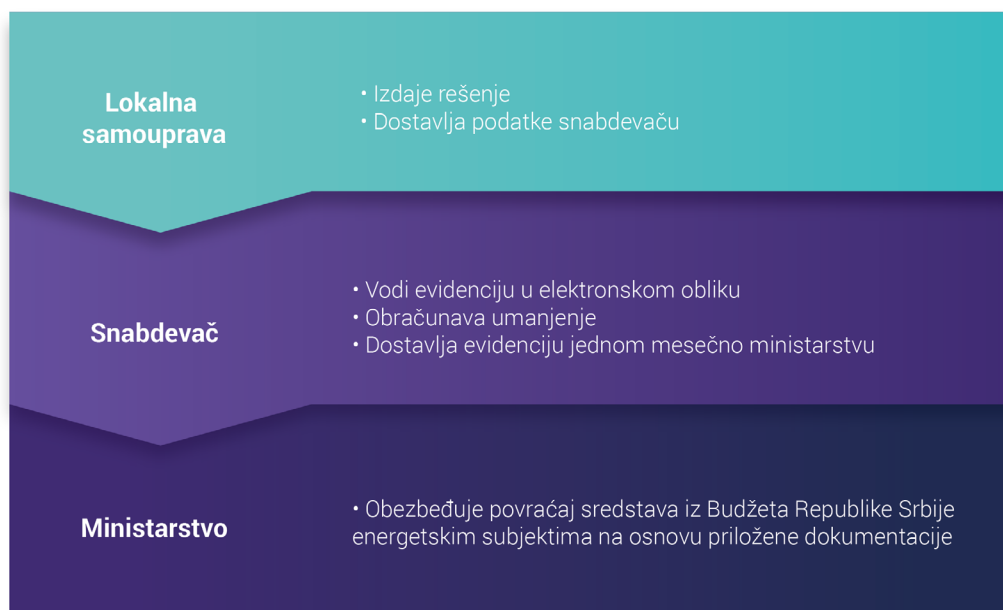 Lokalna
samouprava
• Izdaje rešenje
• Dostavlja podatke snabdevaču
Snabdevač
• Vodi evidenciju u elektronskom obliku
• Obračunava umanjenje
• Dostavlja evidenciju jednom mesečno ministarstvu
Ministarstvo
• Obezbeđuje povraćaj sredstava iz Budžeta Republike Srbije
energetskim subjektima na osnovu priložene dokumentacije